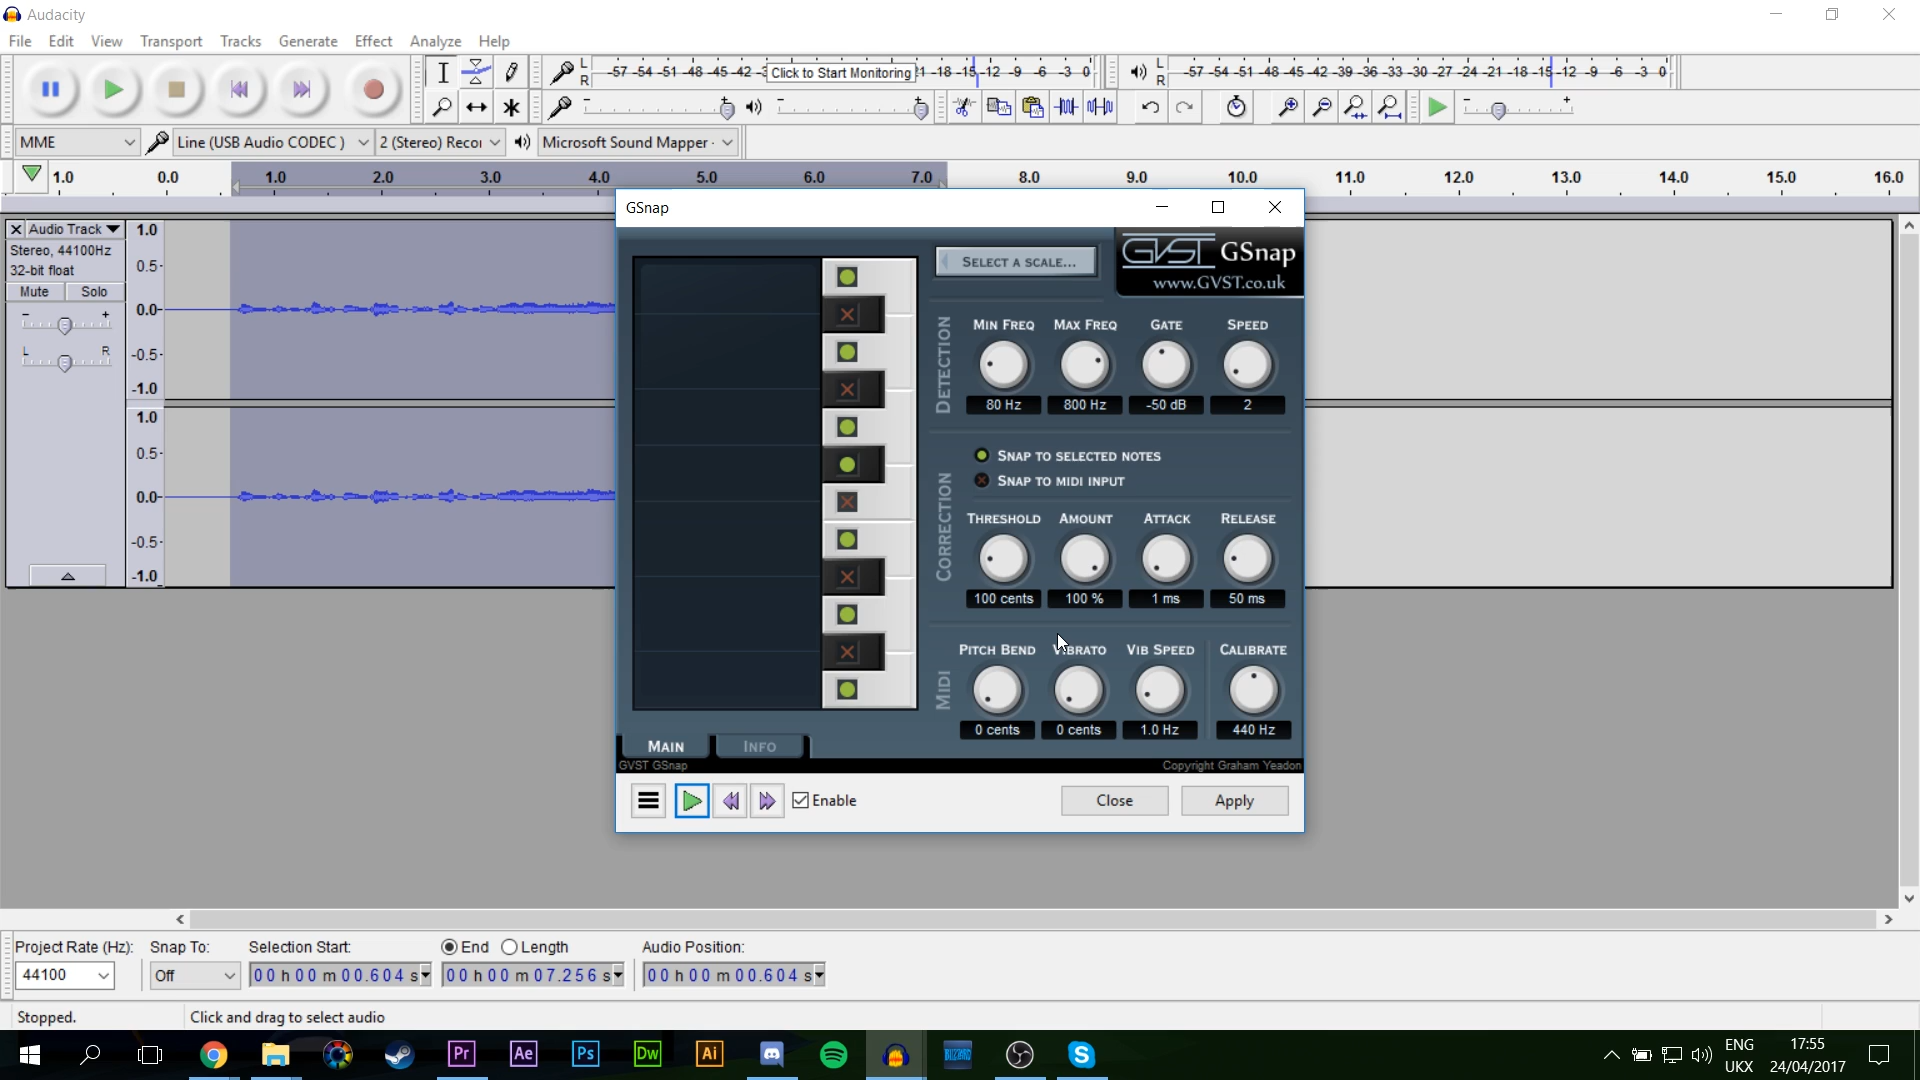 Audacity
File Edit View Transport Tracks Generate Effect Analyze Help
L R -57 -54 -51 -48 -45 -42 -3 Click to Start Monitoring 21 -18 -15 -12 -9 -6 -3 0
L R -57 -54 -51 -48 -45 -42 -39 -36 -33 -30 -27 -24 -21 -18 -15 -12 -9 -6 -3 0
MME Line (USB Audio CODEC ) 2 (Stereo) Recor Microsoft Sound Mapper -
1.0 0.0 1.0 2.0 3.0 4.0 5.0 6.0 7.0 8.0 9.0 10.0 11.0 12.0 13.0 14.0 15.0 16.0
Audio Track
Stereo, 44100Hz
32-bit float
Mute Solo
- +
L R
1.0
0.5
0.0
-0.5
-1.0
1.0
0.5
0.0
-0.5
-1.0
GSnap
SELECT A SCALE...
GVST GSnap
www.GVST.co.uk
DETECTION
MIN FREQ MAX FREQ GATE SPEED
80 Hz 800 Hz -50 dB 2
CORRECTION
SNAP TO SELECTED NOTES
SNAP TO MIDI INPUT
THRESHOLD AMOUNT ATTACK RELEASE
100 cents 100 % 1 ms 50 ms
MIDI
PITCH BEND VIBRATO VIB SPEED CALIBRATE
0 cents 0 cents 1.0 Hz 440 Hz
MAIN INFO
GVST GSnap Copyright Graham Yeadon
Enable Close Apply
Project Rate (Hz): Snap To: Selection Start: End Length Audio Position:
44100 Off 00 h 00 m 00.604 s 00 h 00 m 07.256 s 00 h 00 m 00.604 s
Stopped. Click and drag to select audio
Pr Ae Ps Dw Ai BLIZZARD S
ENG 17:55
UKX 24/04/2017